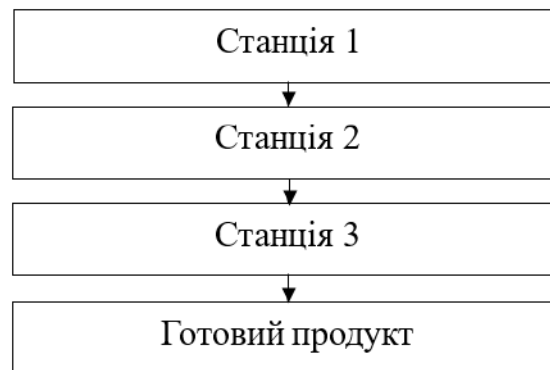 Станція 1
Станція 2
Станція 3
Готовий продукт